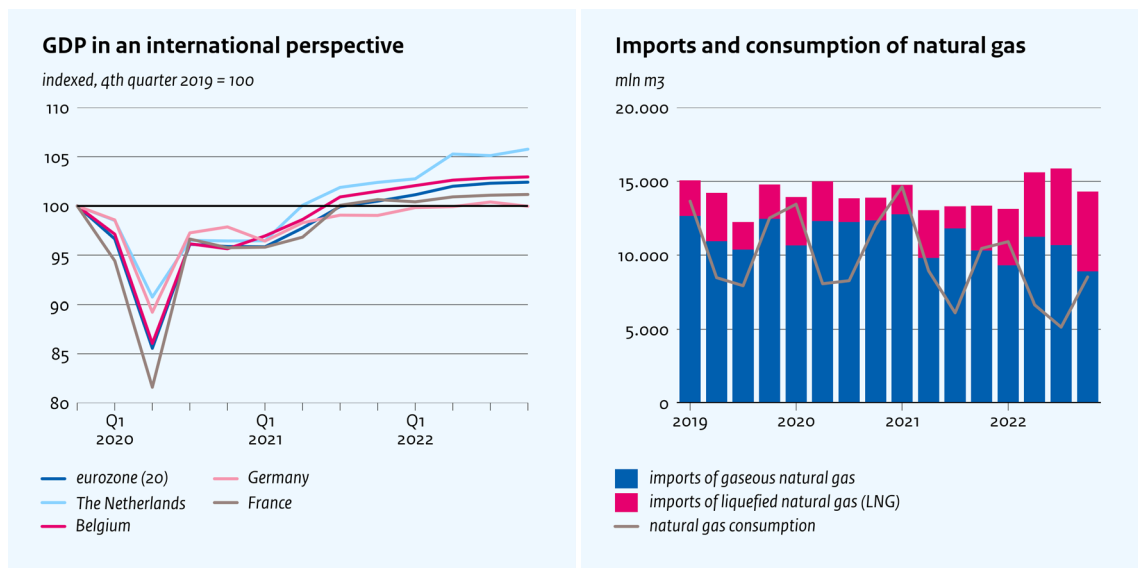 GDP in an international perspective
indexed, 4th quarter 2019 = 100
110
105
100
95
90
85
80
Q1
2020
Q1
2021
Q1
2022
eurozone (20)
Germany
The Netherlands
France
Belgium
Imports and consumption of natural gas
mln m3
20.000
15.000
10.000
5.000
0
2019
2020
2021
2022
imports of gaseous natural gas
imports of liquefied natural gas (LNG)
natural gas consumption